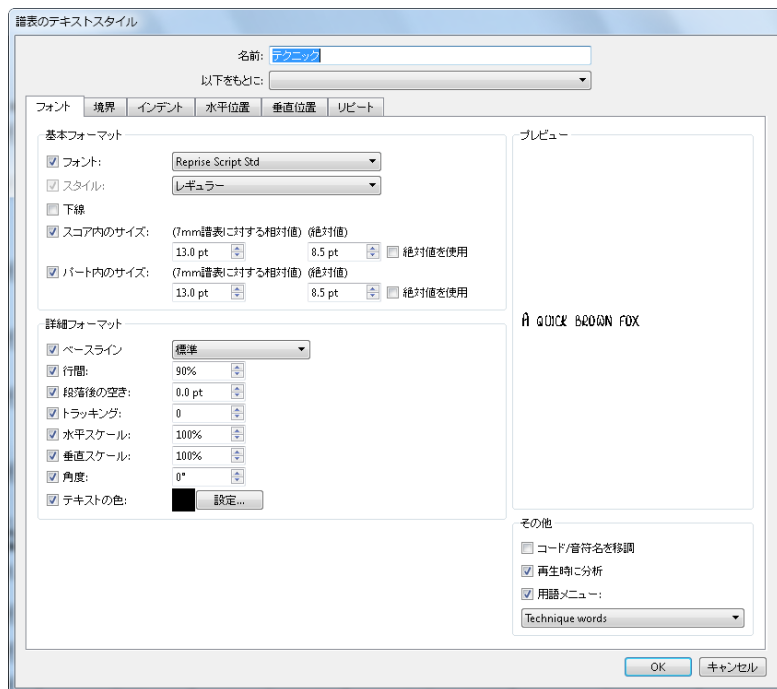 譜表のテキストスタイル
名前: テクニック
以下をもとに:
フォント 境界 インデント 水平位置 垂直位置 リピート
基本フォーマット
フォント: Reprise Script Std
スタイル: レギュラー
下線
スコア内のサイズ: (7mm譜表に対する相対値) (絶対値)
13.0 pt 8.5 pt 絶対値を使用
パート内のサイズ: (7mm譜表に対する相対値) (絶対値)
13.0 pt 8.5 pt 絶対値を使用
詳細フォーマット
ベースライン 標準
行間: 90%
段落後の空き: 0.0 pt
トラッキング: 0
水平スケール: 100%
垂直スケール: 100%
角度: 0°
テキストの色: 設定...
プレビュー
A QUICK BROWN FOX
その他
コード/音符名を移調
再生時に分析
用語メニュー:
Technique words
OK キャンセル